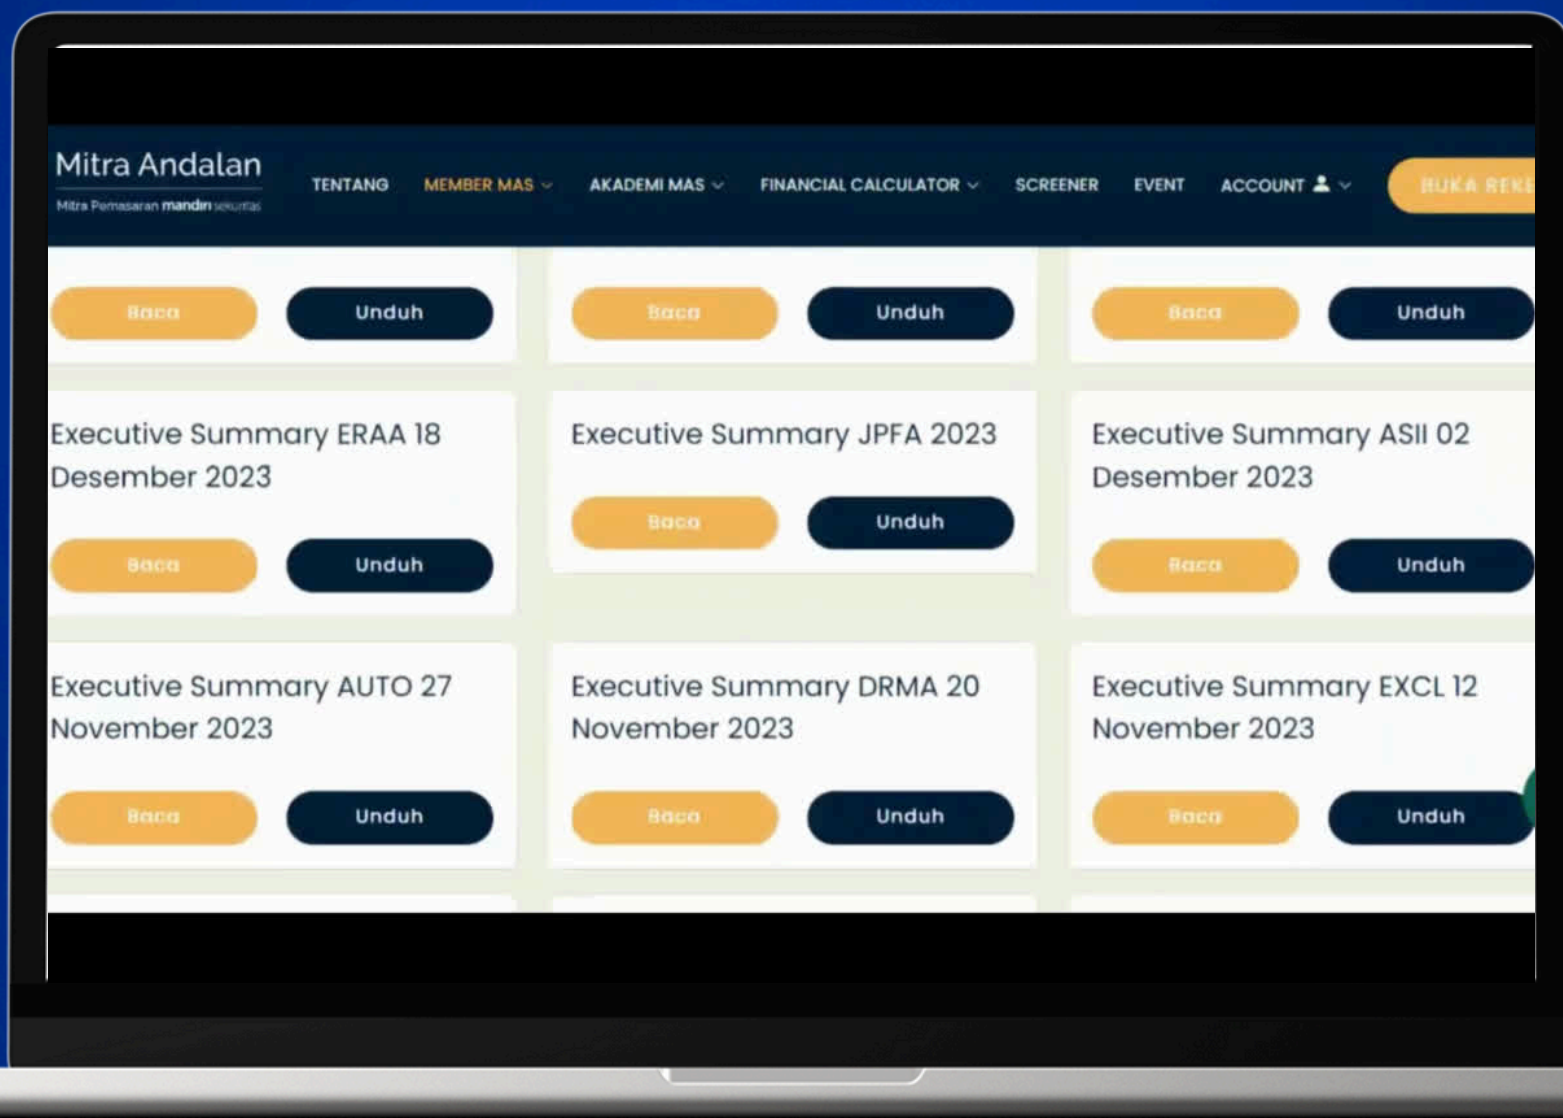 Mitra Andalan
Mitra Pemasaran mandiri sekuritas
TENTANG MEMBER MAS AKADEMI MAS FINANCIAL CALCULATOR SCREENER EVENT ACCOUNT BUKA REKE
Baca Unduh Baca Unduh Baca Unduh
Executive Summary ERAA 18
Desember 2023
Baca Unduh
Executive Summary JPFA 2023
Baca Unduh
Executive Summary ASII 02
Desember 2023
Baca Unduh
Executive Summary AUTO 27
November 2023
Baca Unduh
Executive Summary DRMA 20
November 2023
Baca Unduh
Executive Summary EXCL 12
November 2023
Baca Unduh